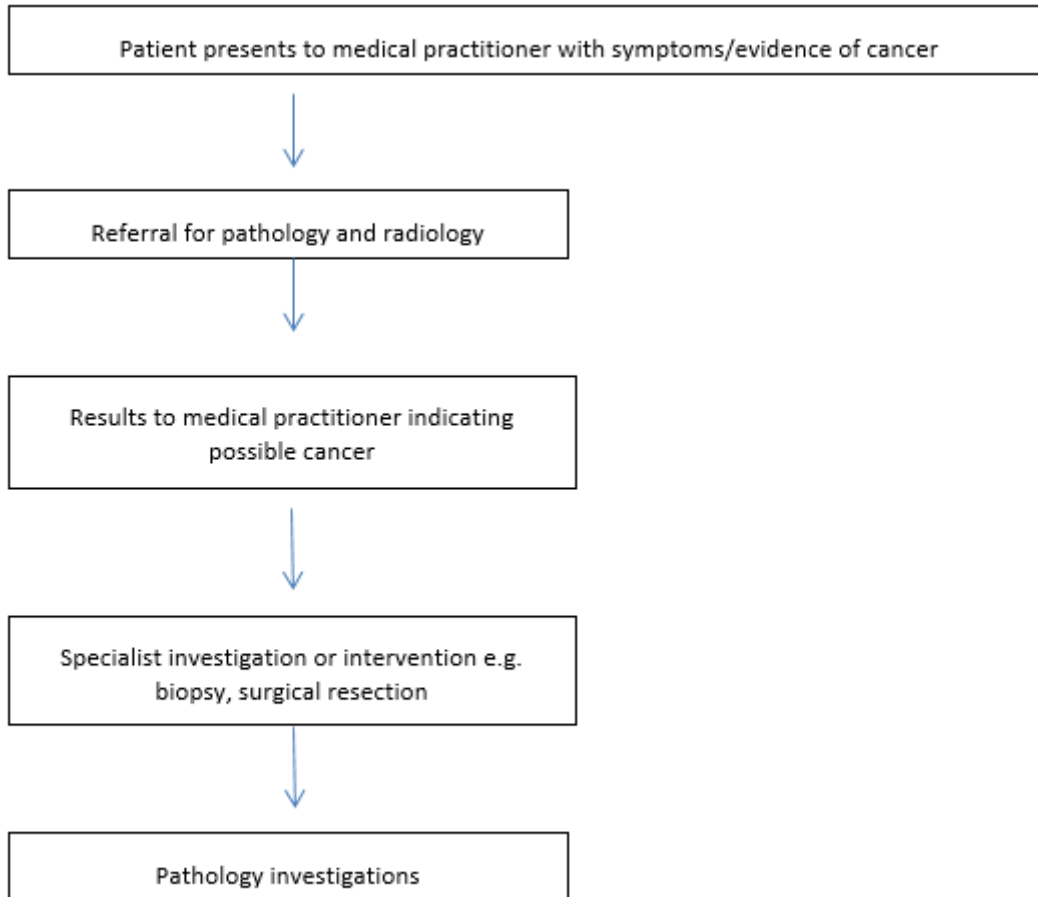 Patient presents to medical practitioner with symptoms/evidence of cancer
Referral for pathology and radiology
Results to medical practitioner indicating
possible cancer
Specialist investigation or intervention e.g.
biopsy, surgical resection
Pathology investigations